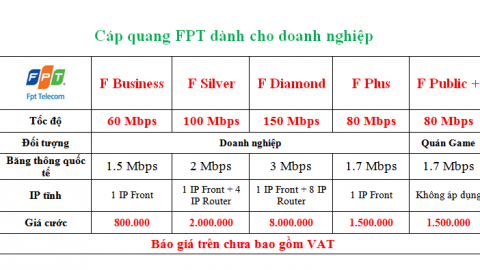 Cáp quang FPT dành cho doanh nghiệp
FPT
Fpt Telecom
F Business F Silver F Diamond F Plus F Public +
Tốc độ 60 Mbps 100 Mbps 150 Mbps 80 Mbps 80 Mbps
Đối tượng Doanh nghiệp Quán Game
Băng thông quốc tế 1.5 Mbps 2 Mbps 3 Mbps 1.7 Mbps 1.7 Mbps
IP tĩnh 1 IP Front 1 IP Front + 4 IP Router 1 IP Front + 8 IP Router 1 IP Front Không áp dụng
Giá cước 800.000 2.000.000 8.000.000 1.500.000 1.500.000
Báo giá trên chưa bao gồm VAT